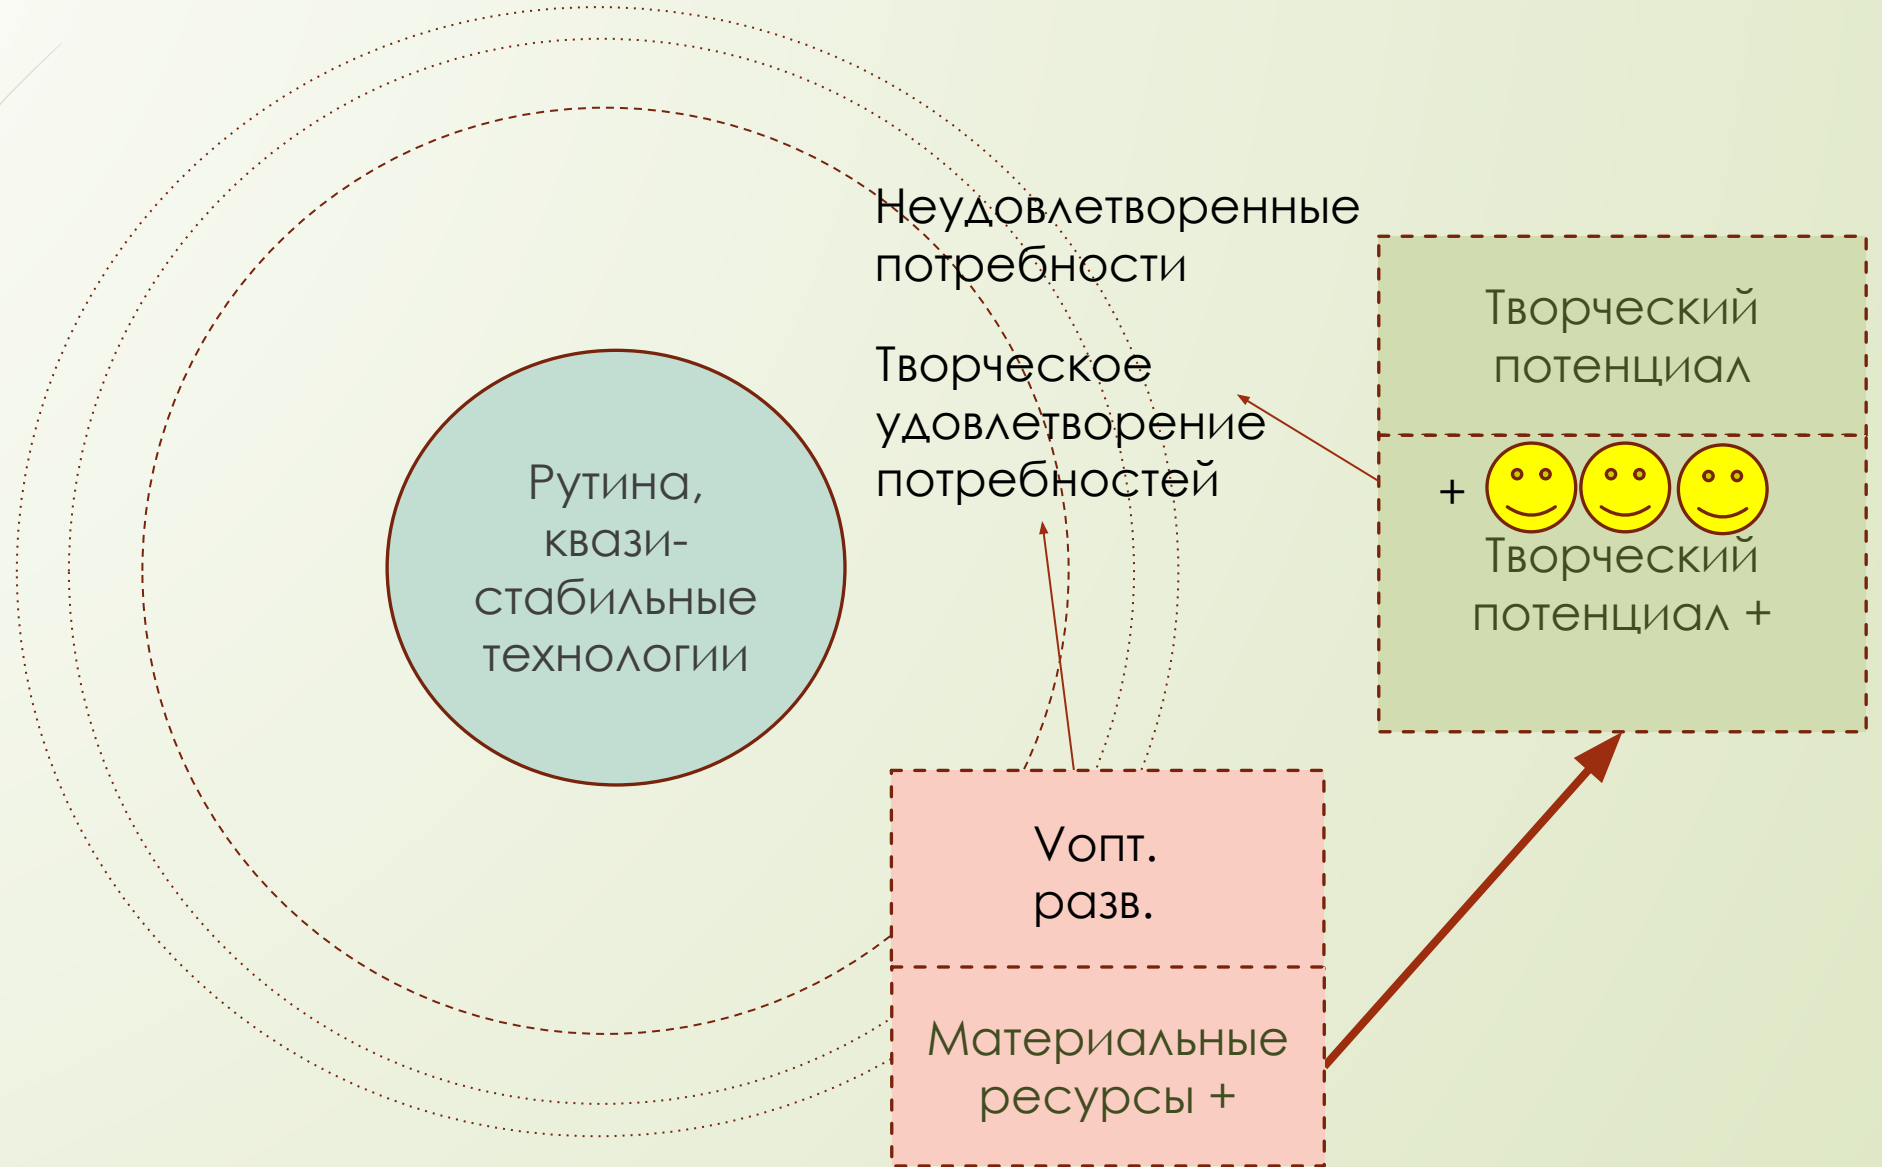 Неудовлетворенные
потребности
Творческое
удовлетворение
потребностей
Рутина,
квази-
стабильные
технологии
Творческий
потенциал
+
Творческий
потенциал +
Vопт.
разв.
Материальные
ресурсы +